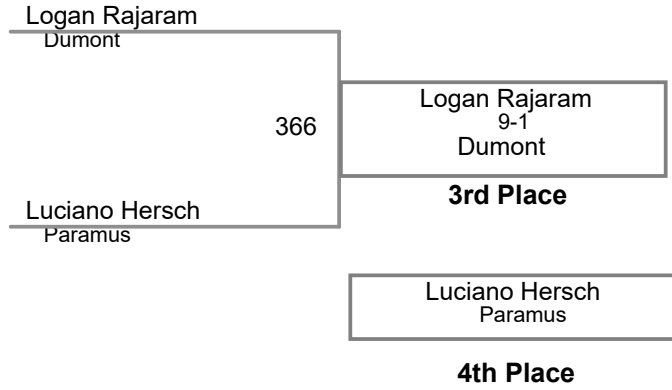 Logan Rajaram
Dumont
366
Logan Rajaram
9-1
Dumont
3rd Place
Luciano Hersch
Paramus
Luciano Hersch
Paramus
4th Place